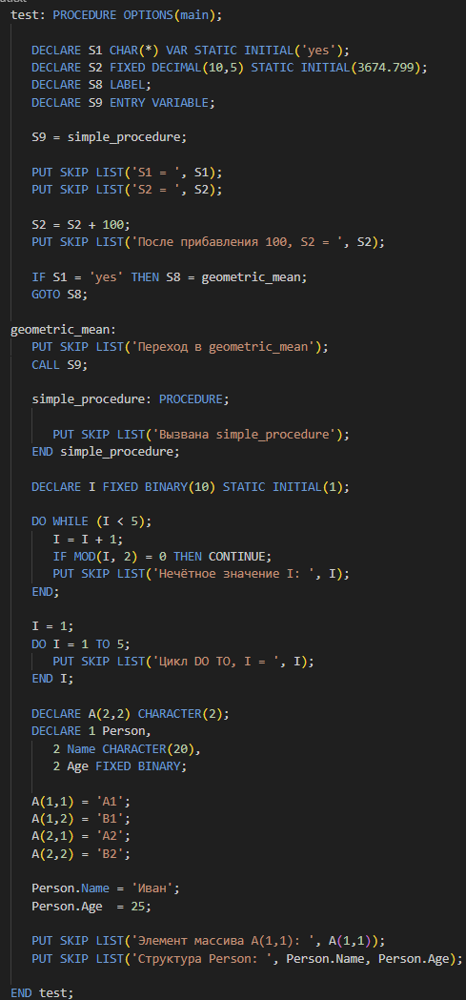 test: PROCEDURE OPTIONS(main);
DECLARE S1 CHAR(*) VAR STATIC INITIAL('yes');
DECLARE S2 FIXED DECIMAL(10,5) STATIC INITIAL(3674.799);
DECLARE S8 LABEL;
DECLARE S9 ENTRY VARIABLE;
S9 = simple_procedure;
PUT SKIP LIST('S1 = ', S1);
PUT SKIP LIST('S2 = ', S2);
S2 = S2 + 100;
PUT SKIP LIST('После прибавления 100, S2 = ', S2);
IF S1 = 'yes' THEN S8 = geometric_mean;
GOTO S8;
geometric_mean:
PUT SKIP LIST('Переход в geometric_mean');
CALL S9;
simple_procedure: PROCEDURE;
PUT SKIP LIST('Вызвана simple_procedure');
END simple_procedure;
DECLARE I FIXED BINARY(10) STATIC INITIAL(1);
DO WHILE (I < 5);
I = I + 1;
IF MOD(I, 2) = 0 THEN CONTINUE;
PUT SKIP LIST('Нечётное значение I: ', I);
END;
I = 1;
DO I = 1 TO 5;
PUT SKIP LIST('Цикл DO TO, I = ', I);
END I;
DECLARE A(2,2) CHARACTER(2);
DECLARE 1 Person,
2 Name CHARACTER(20),
2 Age FIXED BINARY;
A(1,1) = 'A1';
A(1,2) = 'B1';
A(2,1) = 'A2';
A(2,2) = 'B2';
Person.Name = 'Иван';
Person.Age  = 25;
PUT SKIP LIST('Элемент массива A(1,1): ', A(1,1));
PUT SKIP LIST('Структура Person: ', Person.Name, Person.Age);
END test;